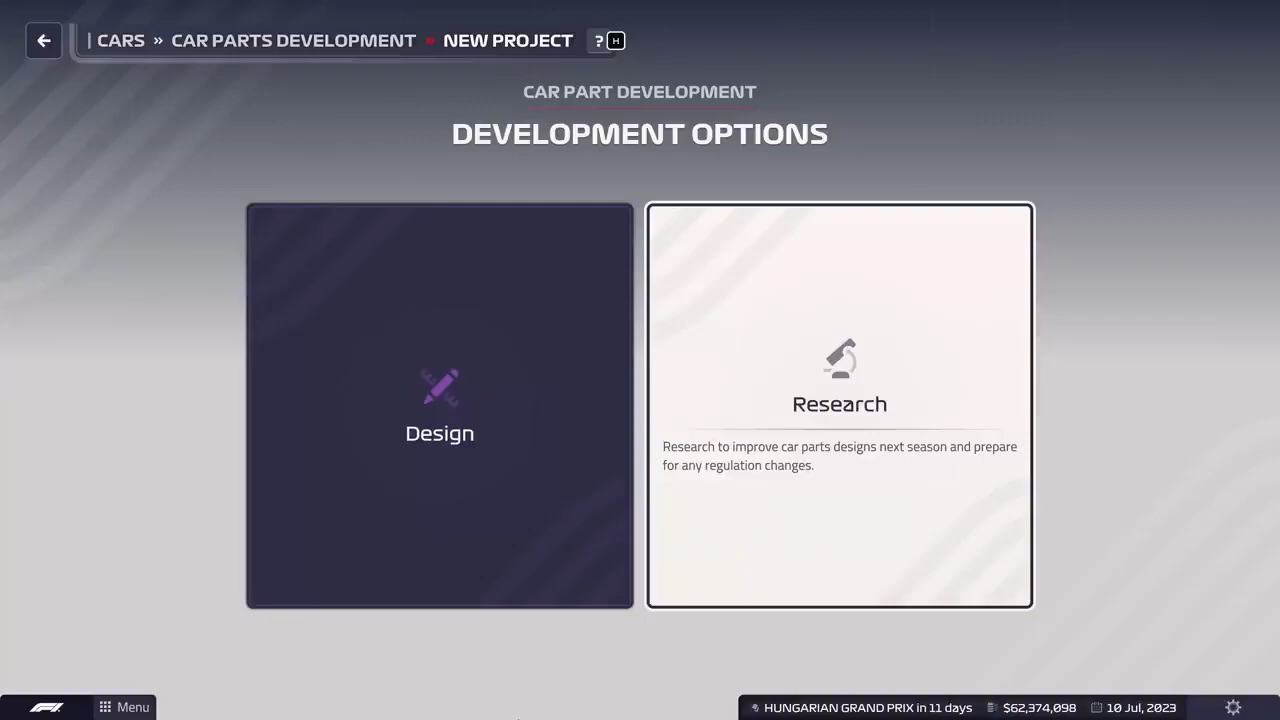 | CARS » CAR PARTS DEVELOPMENT » NEW PROJECT ? H
CAR PART DEVELOPMENT
DEVELOPMENT OPTIONS
Design
Research
Research to improve car parts designs next season and prepare
for any regulation changes.
F1 Menu HUNGARIAN GRAND PRIX in 11 days $62,374,098 10 Jul, 2023